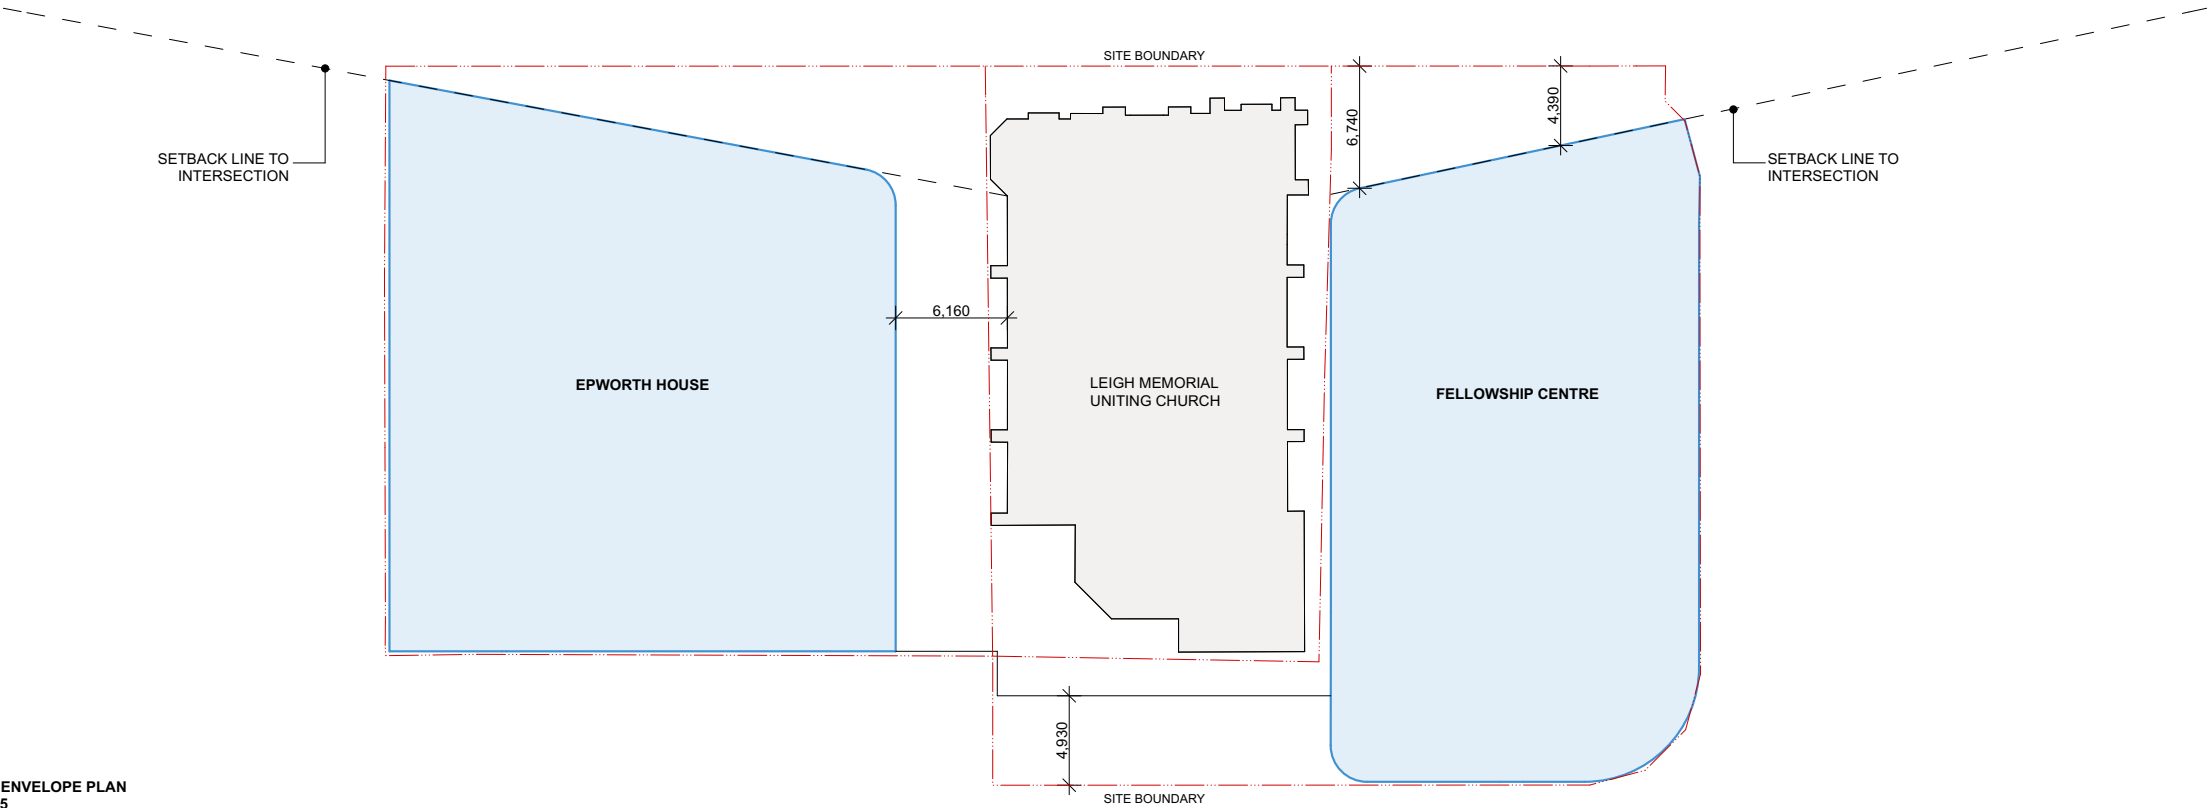 SITE BOUNDARY
4,390
6,740
SETBACK LINE TO
INTERSECTION
SETBACK LINE TO
INTERSECTION
6,160
EPWORTH HOUSE
LEIGH MEMORIAL
UNITING CHURCH
FELLOWSHIP CENTRE
4,930
ENVELOPE PLAN
5
SITE BOUNDARY